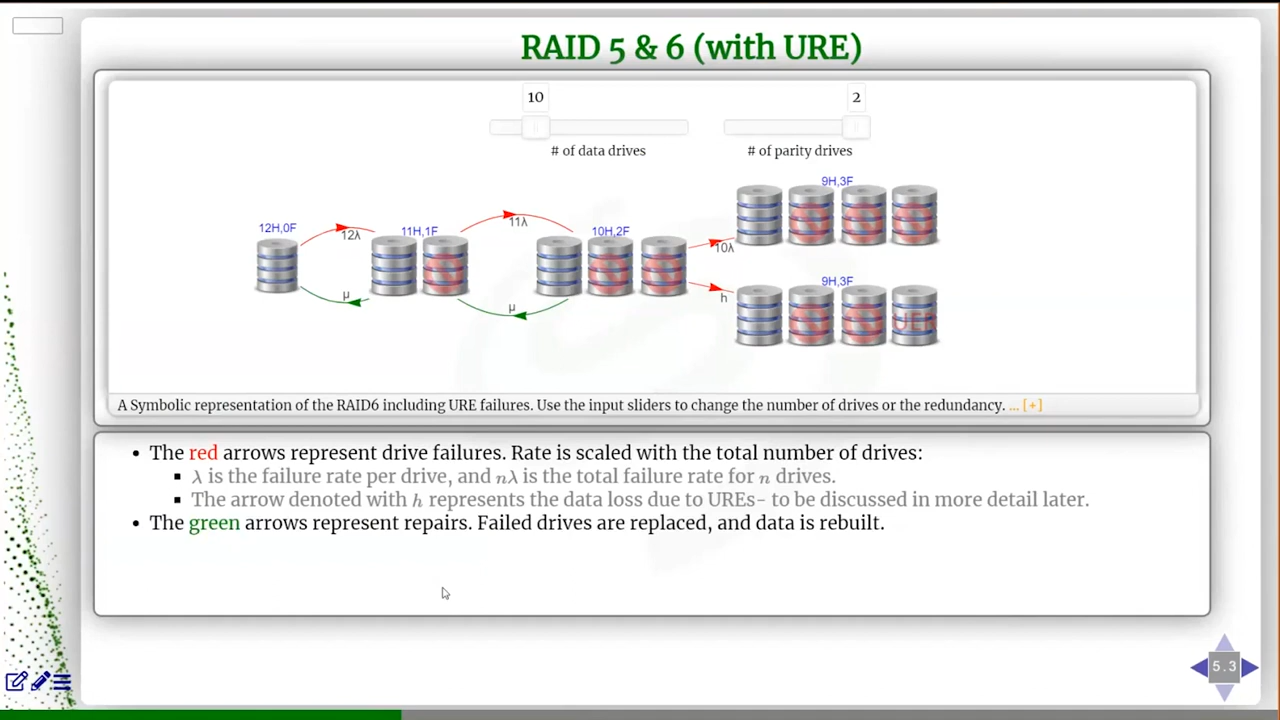 RAID 5 & 6 (with URE)
10
2
# of data drives
# of parity drives
12H,0F
12λ
μ
11H,1F
11λ
μ
10H,2F
10λ
h
9H,3F
9H,3F
UER
A Symbolic representation of the RAID6 including URE failures. Use the input sliders to change the number of drives or the redundancy. ... [+]
• The red arrows represent drive failures. Rate is scaled with the total number of drives:
▪ λ is the failure rate per drive, and nλ is the total failure rate for n drives.
▪ The arrow denoted with h represents the data loss due to UREs- to be discussed in more detail later.
• The green arrows represent repairs. Failed drives are replaced, and data is rebuilt.
5.3